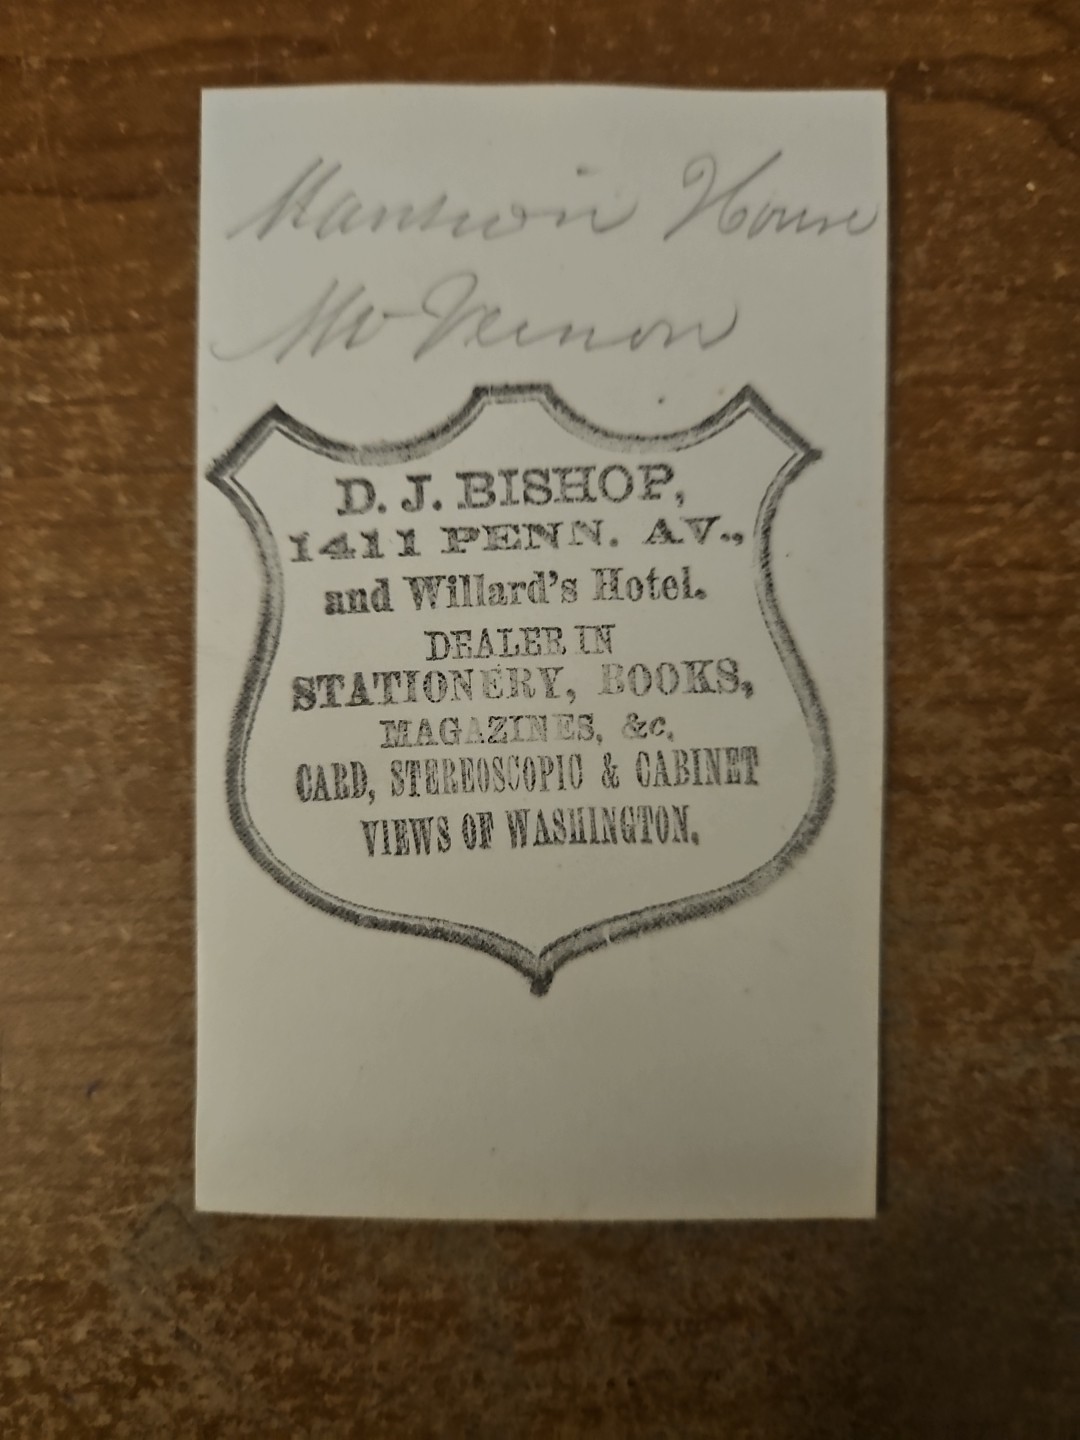 Mansion House
Mt Vernon
D. J. BISHOP,
1411 PENN. AV.,
and Willard's Hotel.
DEALER IN
STATIONERY, BOOKS,
MAGAZINES, &c.
CARD, STEREOSCOPIC & CABINET
VIEWS OF WASHINGTON.